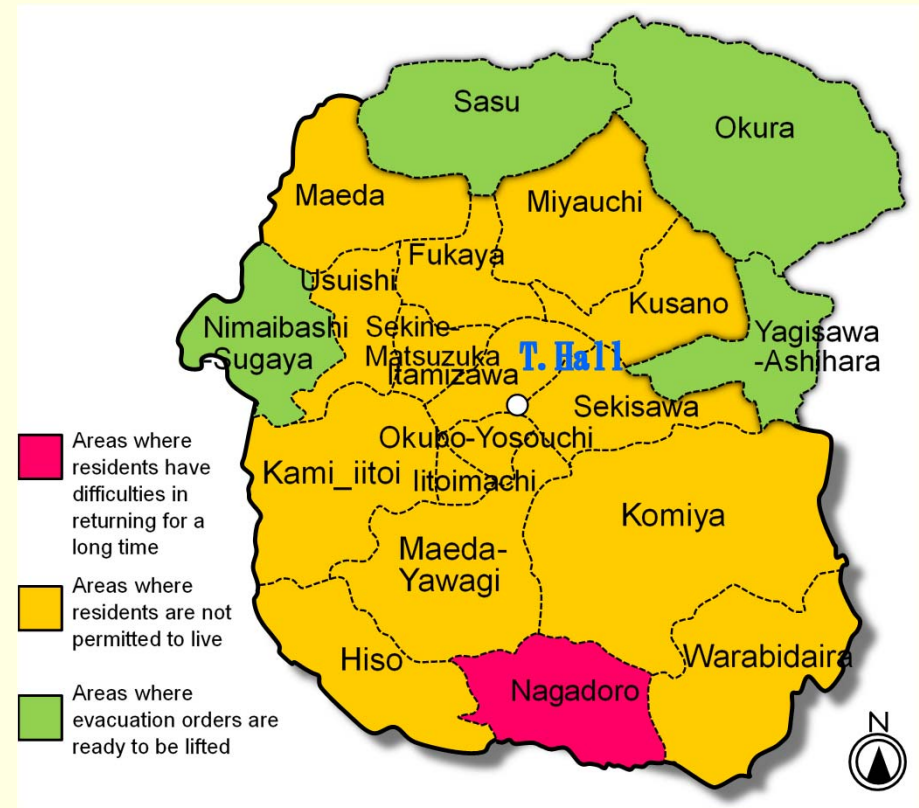 Sasu
Okura
Maeda
Miyauchi
Fukaya
Usuishi
Kusano
Nimaibashi
-Sugaya
Sekine-
Matsuzuka
T.Hall
Yagisawa
-Ashihara
Itamizawa
Sekisawa
Okubo-Yosouchi
Kami_iitoi
Iitoimachi
Komiya
Maeda-
Yawagi
Hiso
Warabidaira
Nagadoro
Areas where
residents have
difficulties in
returning for a
long time
Areas where
residents are not
permitted to live
Areas where
evacuation orders are
ready to be lifted
N